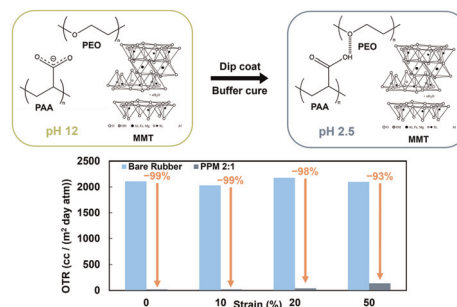 PEO
PAA
MMT
pH 12
Dip coat
Buffer cure
PEO
OH
PAA
MMT
pH 2.5
Bare Rubber
PPM 2:1
OTR (cc / (m² day atm))
2500
2000
1500
1000
500
0
−99%
−99%
−98%
−93%
0
10
20
50
Strain (%)